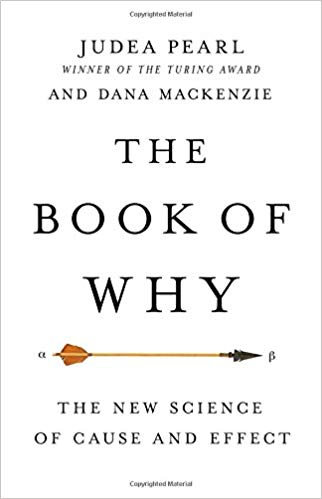 Copyrighted Material
JUDEA PEARL
WINNER OF THE TURING AWARD
AND DANA MACKENZIE
THE
BOOK OF
WHY
α β
THE NEW SCIENCE
OF CAUSE AND EFFECT
Copyrighted Material